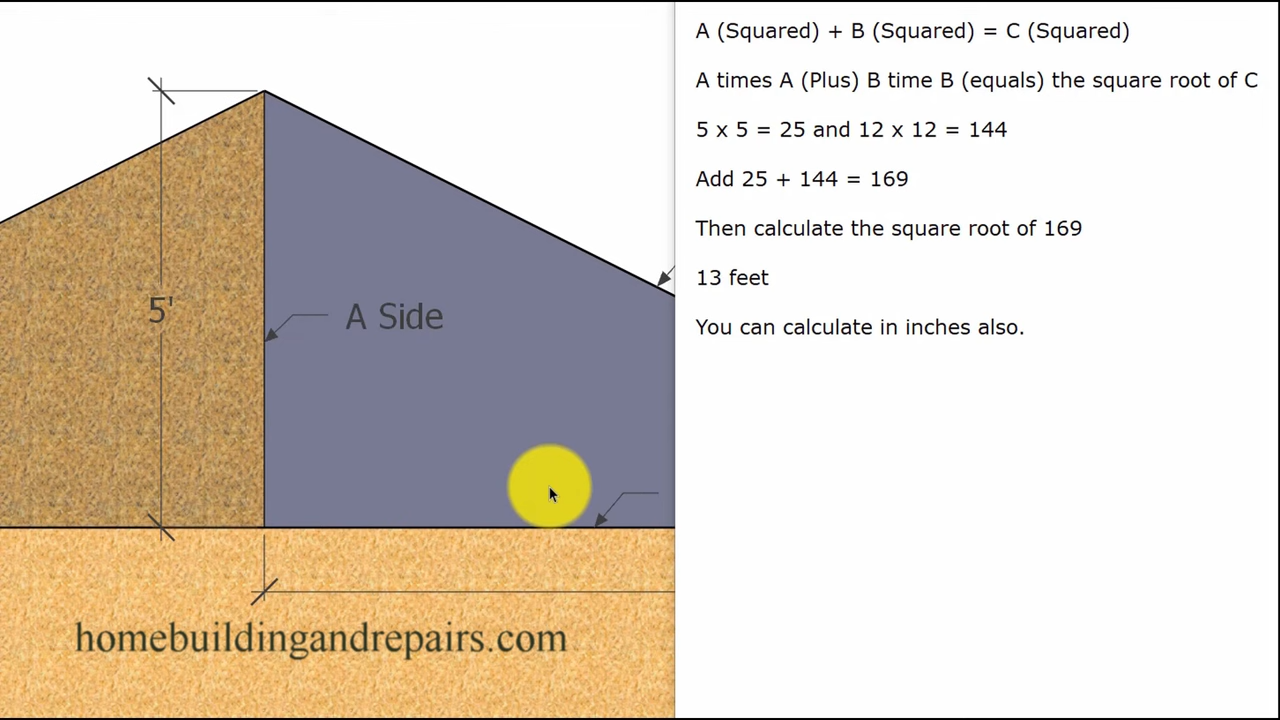 A (Squared) + B (Squared) = C (Squared)
A times A (Plus) B time B (equals) the square root of C
5 x 5 = 25 and 12 x 12 = 144
Add 25 + 144 = 169
Then calculate the square root of 169
13 feet
You can calculate in inches also.
5'
A Side
homebuildingandrepairs.com